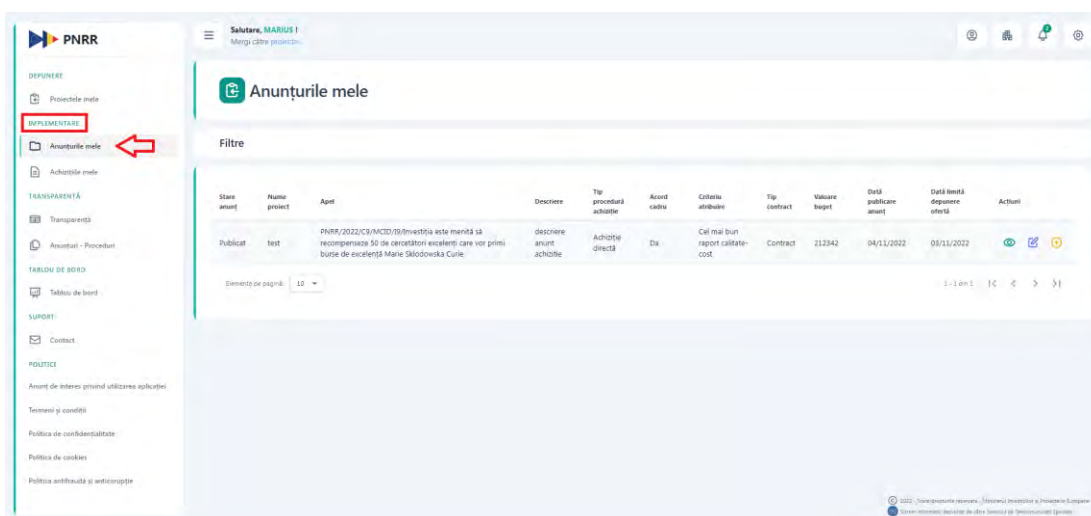 PNRR
Salutare, MARIUS !
Mergi către proiectin...
DEPUNERE
Proiectele mele
IMPLEMENTARE
Anunțurile mele
Achizițiile mele
TRANSPARENȚĂ
Transparență
Anunțuri - Proceduri
TABLOU DE BORD
Tablou de bord
SUPORT
Contact
POLITICI
Anunț de interes privind utilizarea aplicației
Termeni și condiții
Politica de confidențialitate
Politica de cookies
Politica antifraudă și anticorupție
Anunțurile mele
Filtre
Stare anunț
Nume proiect
Apel
Descriere
Tip procedură achiziție
Acord cadru
Criteriu atribuire
Tip contract
Valoare buget
Dată publicare anunț
Dată limită depunere ofertă
Acțiuni
Publicat
test
PNRR/2022/C9/MCID/I9/Investiția este menită să
recompenseze 50 de cercetători excelenți care vor primi
burse de excelență Marie Sklodowska Curie.
descriere
anunt
achizitie
Achiziție
directă
Da
Cel mai bun
raport calitate-
cost
Contract
212342
04/11/2022
03/11/2022
Elemente pe pagină: 10
1 - 1 din 1